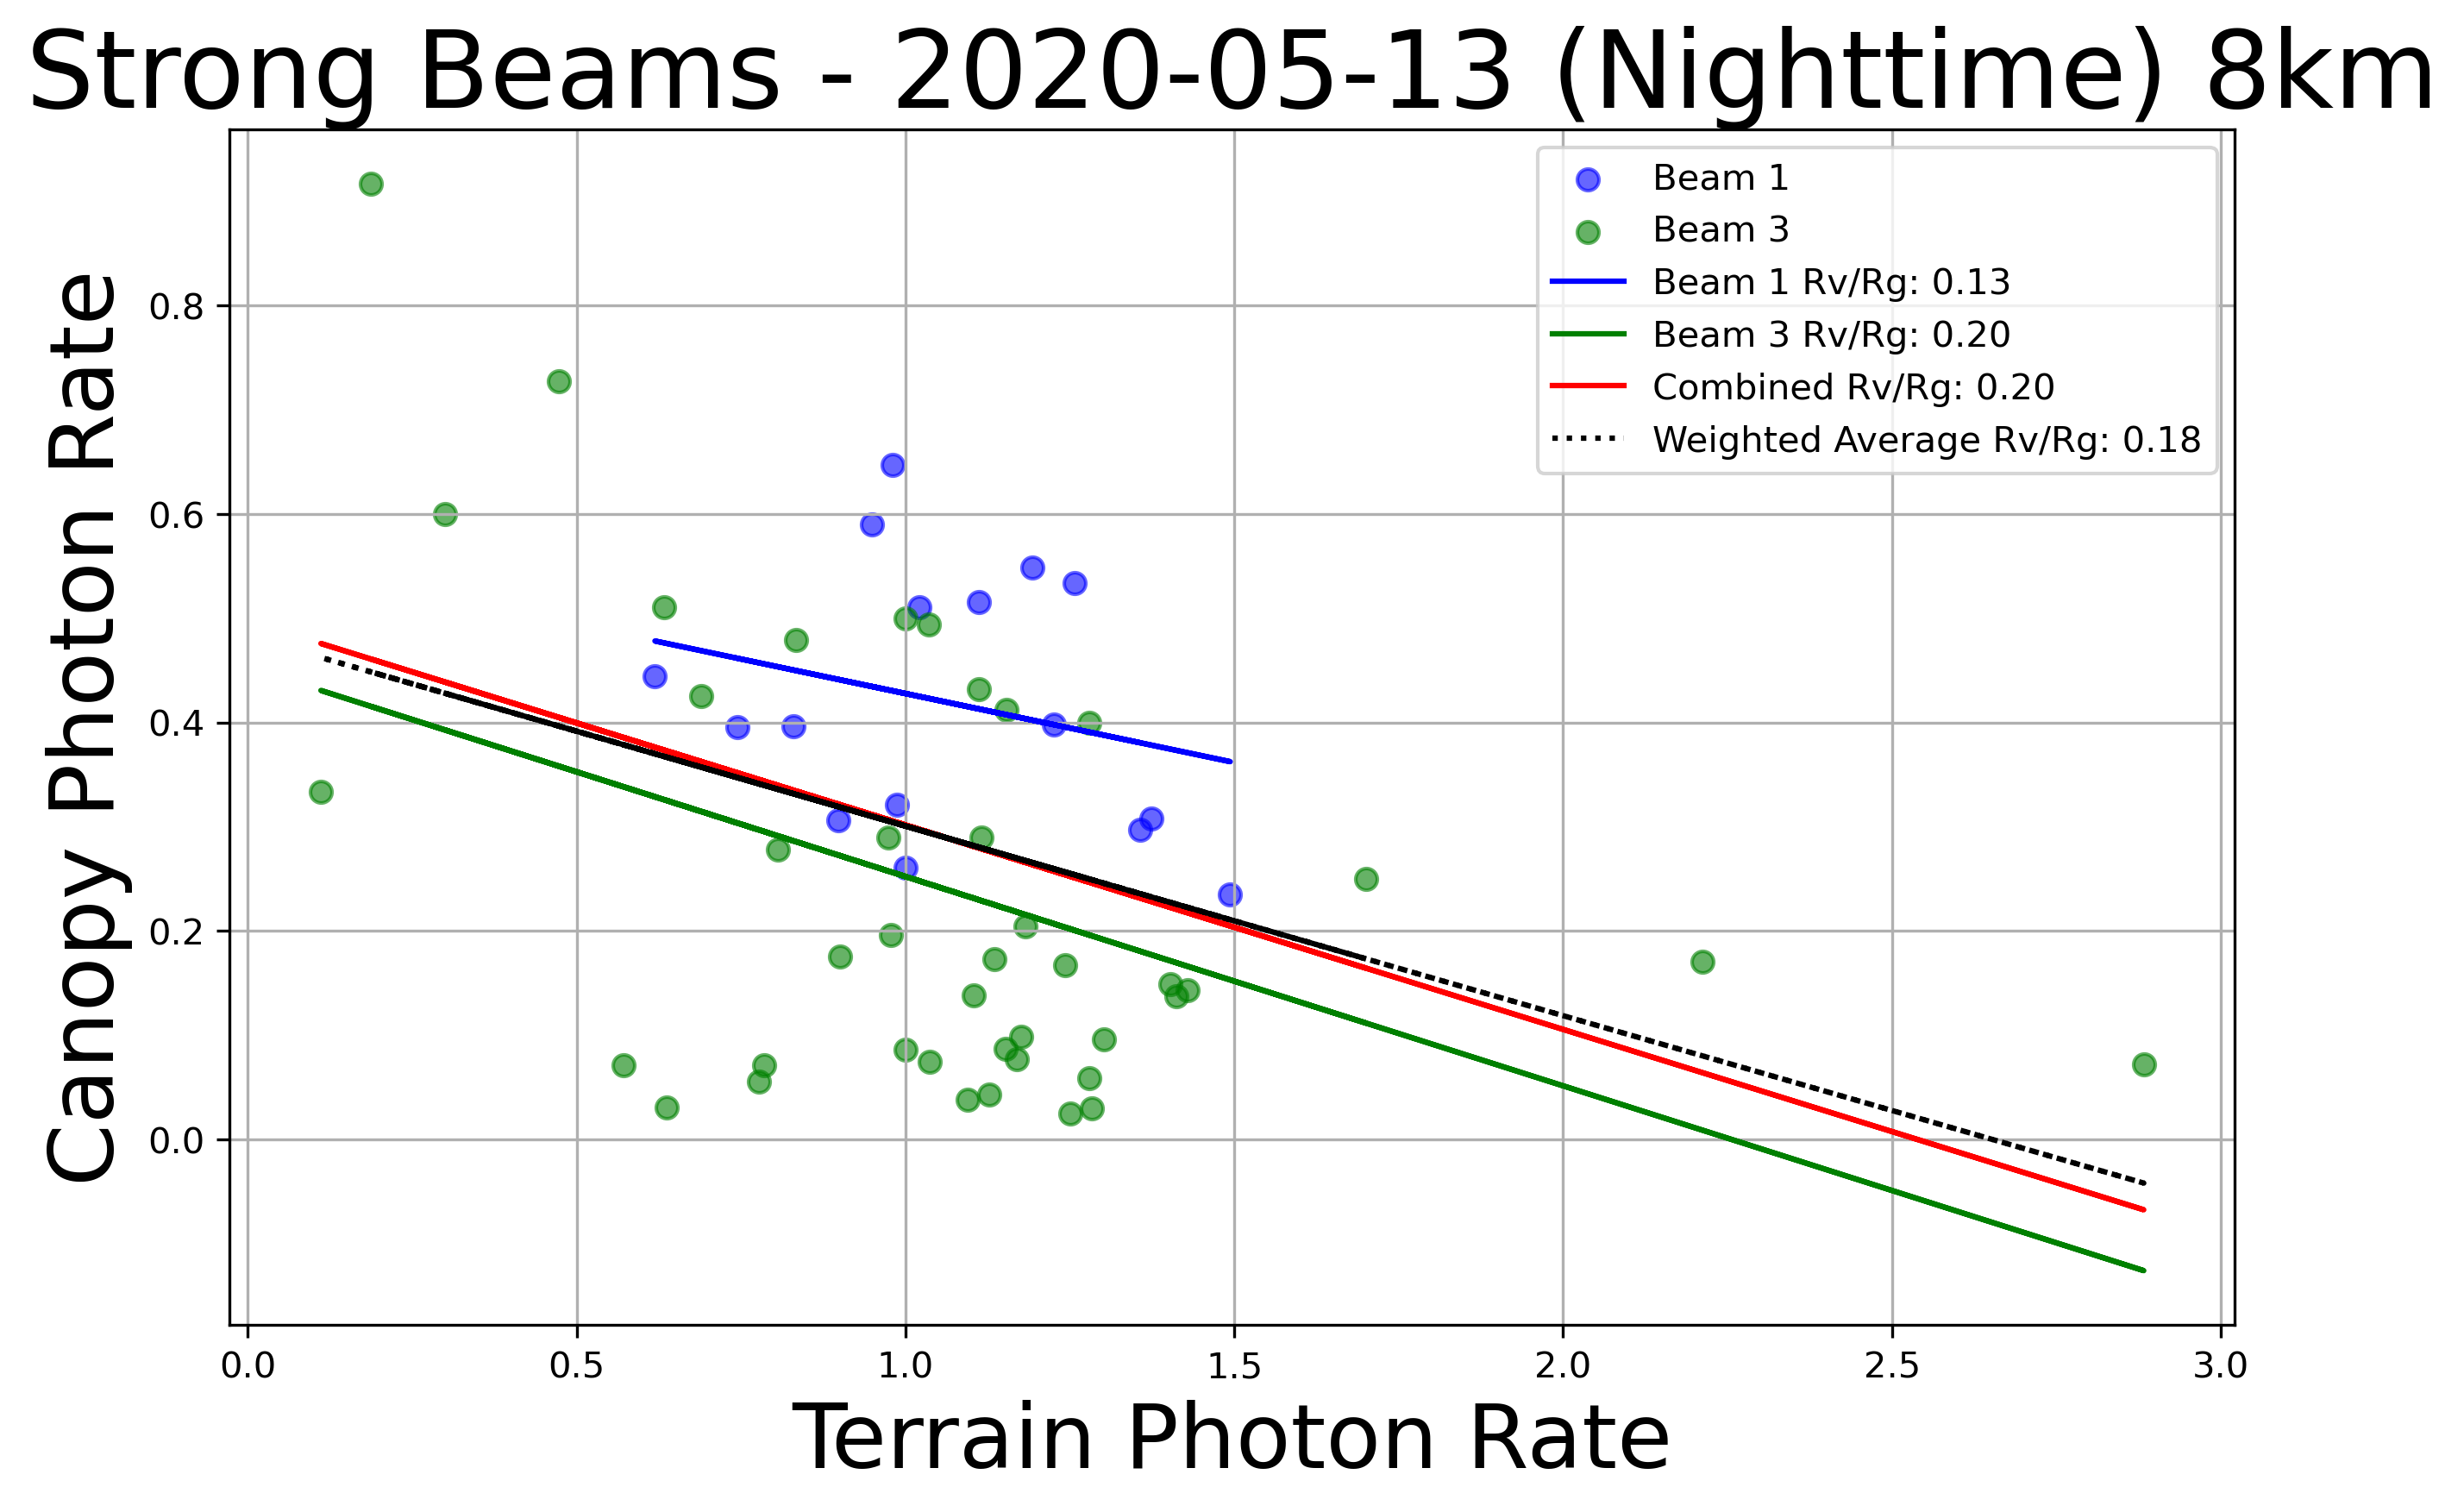 Strong Beams - 2020-05-13 (Nighttime) 8km
Beam 1
Beam 3
Beam 1 Rv/Rg: 0.13
Beam 3 Rv/Rg: 0.20
Combined Rv/Rg: 0.20
Weighted Average Rv/Rg: 0.18
Canopy Photon Rate
0.8
0.6
0.4
0.2
0.0
0.0 0.5 1.0 1.5 2.0 2.5 3.0
Terrain Photon Rate